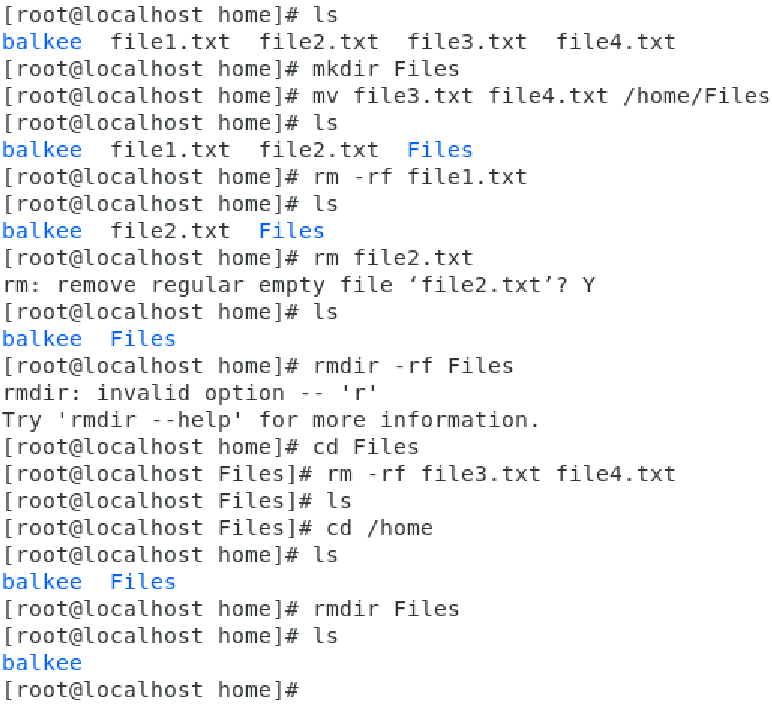 [root@localhost home]# ls
balkee  file1.txt  file2.txt  file3.txt  file4.txt
[root@localhost home]# mkdir Files
[root@localhost home]# mv file3.txt file4.txt /home/Files
[root@localhost home]# ls
balkee  file1.txt  file2.txt  Files
[root@localhost home]# rm -rf file1.txt
[root@localhost home]# ls
balkee  file2.txt  Files
[root@localhost home]# rm file2.txt
rm: remove regular empty file ‘file2.txt’? Y
[root@localhost home]# ls
balkee  Files
[root@localhost home]# rmdir -rf Files
rmdir: invalid option -- 'r'
Try 'rmdir --help' for more information.
[root@localhost home]# cd Files
[root@localhost Files]# rm -rf file3.txt file4.txt
[root@localhost Files]# ls
[root@localhost Files]# cd /home
[root@localhost home]# ls
balkee  Files
[root@localhost home]# rmdir Files
[root@localhost home]# ls
balkee
[root@localhost home]#